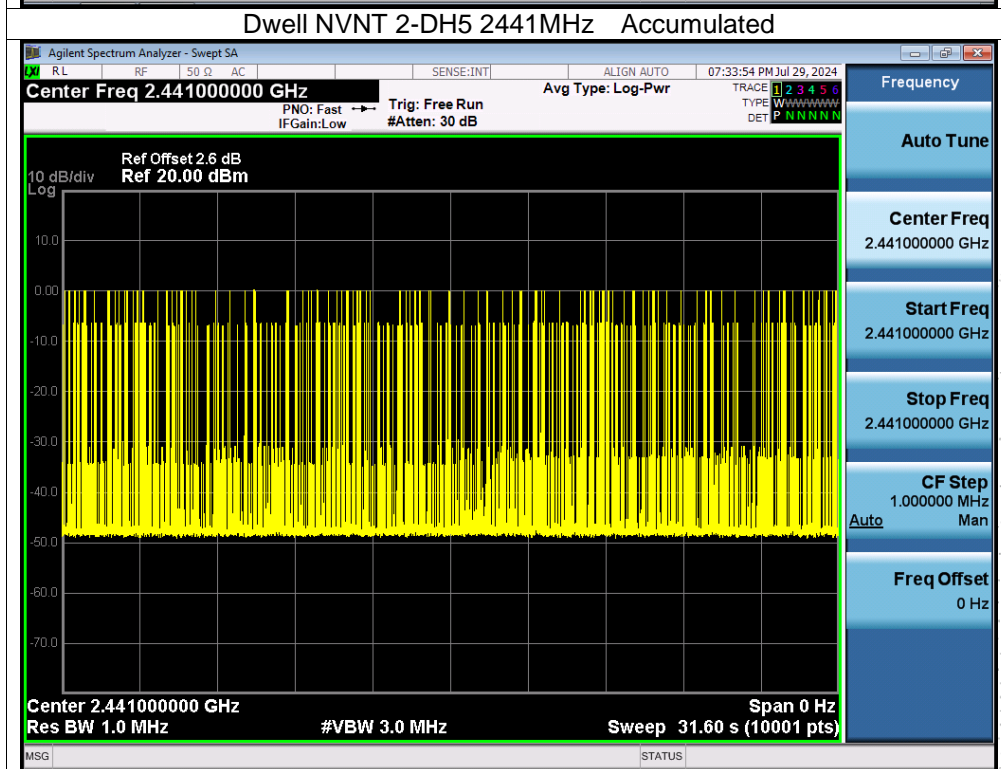 Dwell NVNT 2-DH5 2441MHz Accumulated
Agilent Spectrum Analyzer - Swept SA
LXI RL RF 50 Ω AC SENSE:INT ALIGN AUTO 07:33:54 PM Jul 29, 2024
Center Freq 2.441000000 GHz
PNO: Fast
IFGain:Low
Trig: Free Run
#Atten: 30 dB
Avg Type: Log-Pwr
TRACE 1 2 3 4 5 6
TYPE WWWWWW
DET P N N N N N
Ref Offset 2.6 dB
10 dB/div Ref 20.00 dBm
Log
10.0
0.00
-10.0
-20.0
-30.0
-40.0
-50.0
-60.0
-70.0
Center 2.441000000 GHz Span 0 Hz
Res BW 1.0 MHz #VBW 3.0 MHz Sweep 31.60 s (10001 pts)
MSG STATUS
Frequency
Auto Tune
Center Freq
2.441000000 GHz
Start Freq
2.441000000 GHz
Stop Freq
2.441000000 GHz
CF Step
1.000000 MHz
Auto Man
Freq Offset
0 Hz